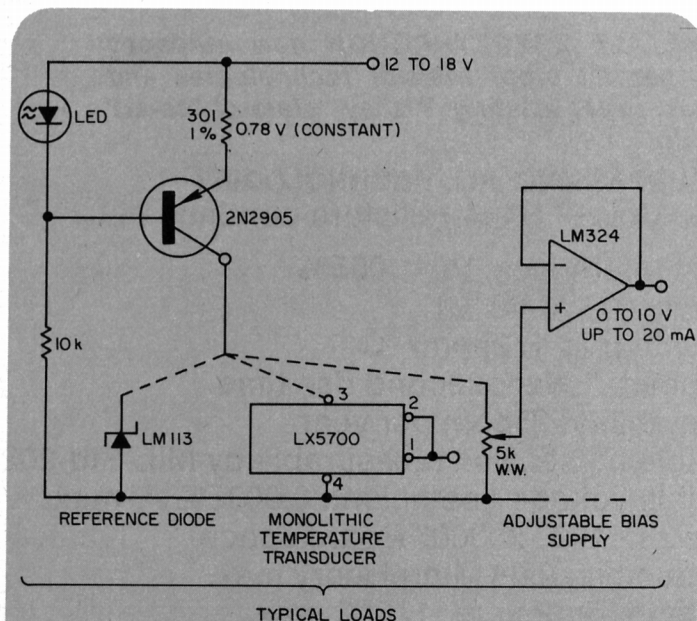 12 TO 18 V
LED
301
1%
0.78 V (CONSTANT)
2N2905
LM324
−
+
0 TO 10 V
UP TO 20 mA
10k
3
2
1
4
LM113
LX5700
5k
W.W.
REFERENCE DIODE
MONOLITHIC
TEMPERATURE
TRANSDUCER
ADJUSTABLE BIAS
SUPPLY
TYPICAL LOADS